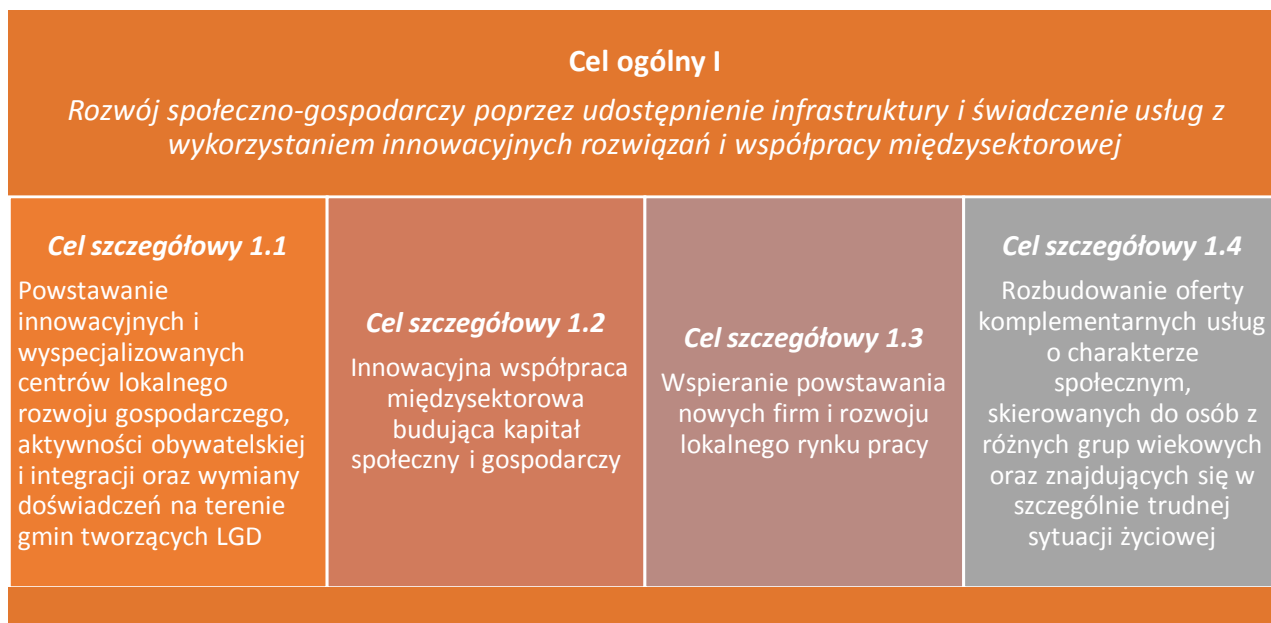 Cel ogólny I
Rozwój społeczno-gospodarczy poprzez udostępnienie infrastruktury i świadczenie usług z
wykorzystaniem innowacyjnych rozwiązań i współpracy międzysektorowej
Cel szczegółowy 1.1
Powstawanie
innowacyjnych i
wyspecjalizowanych
centrów lokalnego
rozwoju gospodarczego,
aktywności obywatelskiej
i integracji oraz wymiany
doświadczeń na terenie
gmin tworzących LGD
Cel szczegółowy 1.2
Innowacyjna współpraca
międzysektorowa
budująca kapitał
społeczny i gospodarczy
Cel szczegółowy 1.3
Wspieranie powstawania
nowych firm i rozwoju
lokalnego rynku pracy
Cel szczegółowy 1.4
Rozbudowanie oferty
komplementarnych usług
o charakterze
społecznym,
skierowanych do osób z
różnych grup wiekowych
oraz znajdujących się w
szczególnie trudnej
sytuacji życiowej